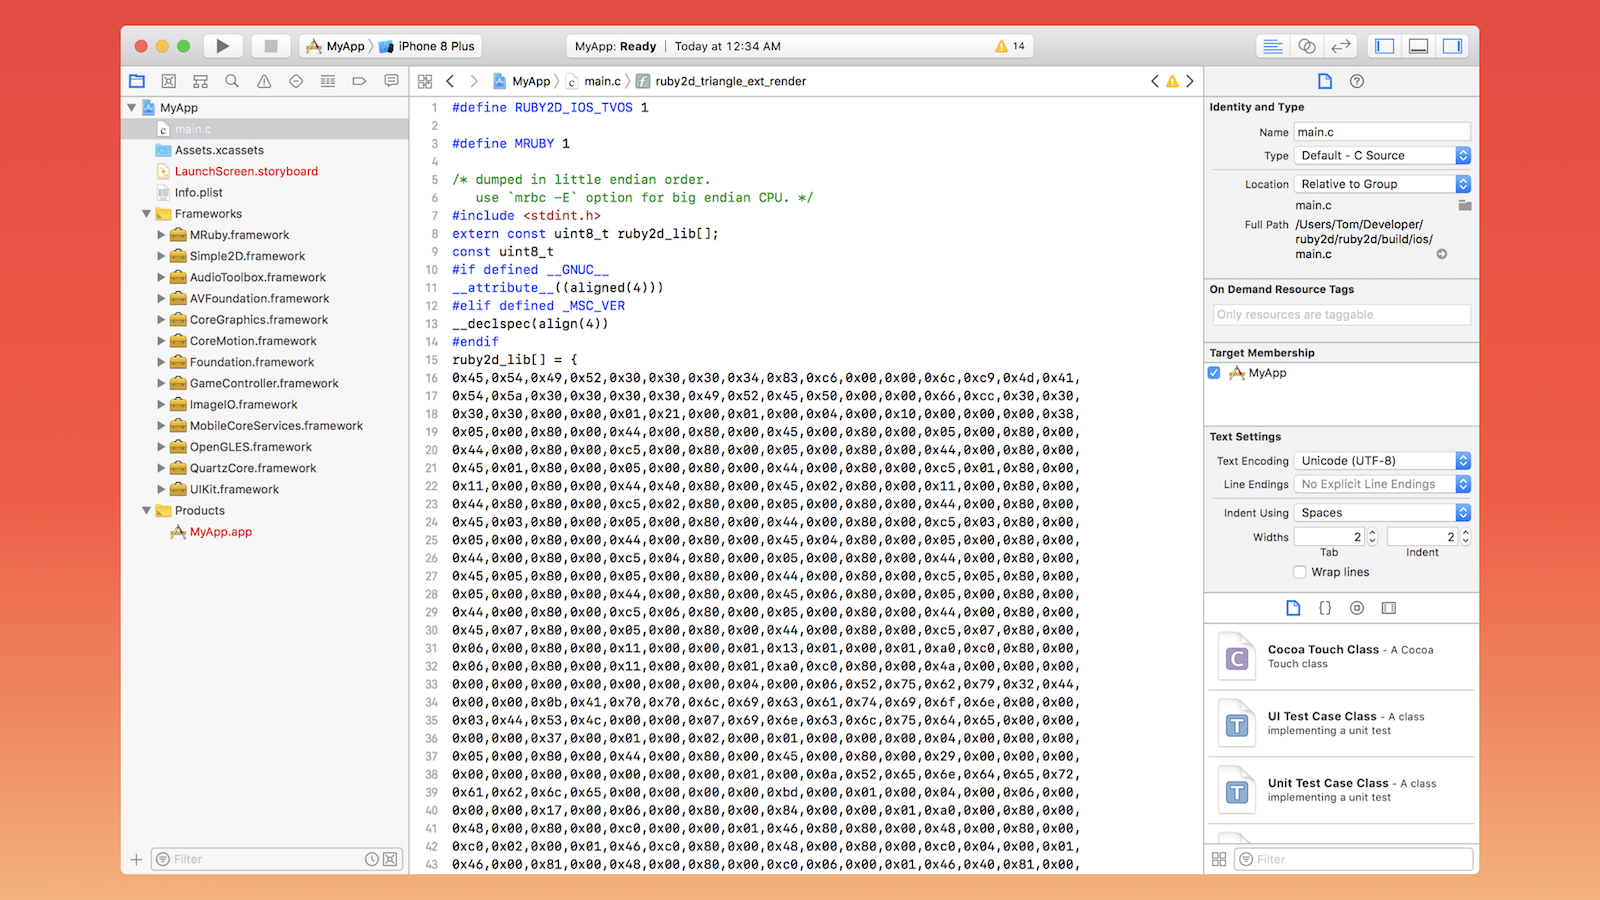 MyApp
iPhone 8 Plus
MyApp: Ready
Today at 12:34 AM
14
MyApp
main.c
ruby2d_triangle_ext_render
MyApp
main.c
Assets.xcassets
LaunchScreen.storyboard
Info.plist
Frameworks
MRuby.framework
Simple2D.framework
AudioToolbox.framework
AVFoundation.framework
CoreGraphics.framework
CoreMotion.framework
Foundation.framework
GameController.framework
ImageIO.framework
MobileCoreServices.framework
OpenGLES.framework
QuartzCore.framework
UIKit.framework
Products
MyApp.app
Filter
1 #define RUBY2D_IOS_TVOS 1
2
3 #define MRUBY 1
4
5 /* dumped in little endian order.
6 use `mrbc -E` option for big endian CPU. */
7 #include <stdint.h>
8 extern const uint8_t ruby2d_lib[];
9 const uint8_t
10 #if defined __GNUC__
11 __attribute__((aligned(4)))
12 #elif defined _MSC_VER
13 __declspec(align(4))
14 #endif
15 ruby2d_lib[] = {
16 0x45,0x54,0x49,0x52,0x30,0x30,0x30,0x34,0x83,0xc6,0x00,0x00,0x6c,0xc9,0x4d,0x41,
17 0x54,0x5a,0x30,0x30,0x30,0x30,0x49,0x52,0x45,0x50,0x00,0x00,0x66,0xcc,0x30,0x30,
18 0x30,0x30,0x00,0x00,0x01,0x21,0x00,0x01,0x00,0x04,0x00,0x10,0x00,0x00,0x00,0x38,
19 0x05,0x00,0x80,0x00,0x44,0x00,0x80,0x00,0x45,0x00,0x80,0x00,0x05,0x00,0x80,0x00,
20 0x44,0x00,0x80,0x00,0xc5,0x00,0x80,0x00,0x05,0x00,0x80,0x00,0x44,0x00,0x80,0x00,
21 0x45,0x01,0x80,0x00,0x05,0x00,0x80,0x00,0x44,0x00,0x80,0x00,0xc5,0x01,0x80,0x00,
22 0x11,0x00,0x80,0x00,0x44,0x40,0x80,0x00,0x45,0x02,0x80,0x00,0x11,0x00,0x80,0x00,
23 0x44,0x80,0x80,0x00,0xc5,0x02,0x80,0x00,0x05,0x00,0x80,0x00,0x44,0x00,0x80,0x00,
24 0x45,0x03,0x80,0x00,0x05,0x00,0x80,0x00,0x44,0x00,0x80,0x00,0xc5,0x03,0x80,0x00,
25 0x05,0x00,0x80,0x00,0x44,0x00,0x80,0x00,0x45,0x04,0x80,0x00,0x05,0x00,0x80,0x00,
26 0x44,0x00,0x80,0x00,0xc5,0x04,0x80,0x00,0x05,0x00,0x80,0x00,0x44,0x00,0x80,0x00,
27 0x45,0x05,0x80,0x00,0x05,0x00,0x80,0x00,0x44,0x00,0x80,0x00,0xc5,0x05,0x80,0x00,
28 0x05,0x00,0x80,0x00,0x44,0x00,0x80,0x00,0x45,0x06,0x80,0x00,0x05,0x00,0x80,0x00,
29 0x44,0x00,0x80,0x00,0xc5,0x06,0x80,0x00,0x05,0x00,0x80,0x00,0x44,0x00,0x80,0x00,
30 0x45,0x07,0x80,0x00,0x05,0x00,0x80,0x00,0x44,0x00,0x80,0x00,0xc5,0x07,0x80,0x00,
31 0x06,0x00,0x80,0x00,0x11,0x00,0x00,0x01,0x13,0x01,0x00,0x01,0xa0,0xc0,0x80,0x00,
32 0x06,0x00,0x80,0x00,0x11,0x00,0x00,0x01,0xa0,0xc0,0x80,0x00,0x4a,0x00,0x00,0x00,
33 0x00,0x00,0x00,0x00,0x00,0x00,0x00,0x04,0x00,0x06,0x52,0x75,0x62,0x79,0x32,0x44,
34 0x00,0x00,0x0b,0x41,0x70,0x70,0x6c,0x69,0x63,0x61,0x74,0x69,0x6f,0x6e,0x00,0x00,
35 0x03,0x44,0x53,0x4c,0x00,0x00,0x07,0x69,0x6e,0x63,0x6c,0x75,0x64,0x65,0x00,0x00,
36 0x00,0x00,0x37,0x00,0x01,0x00,0x02,0x00,0x01,0x00,0x00,0x00,0x04,0x00,0x00,
37 0x05,0x00,0x80,0x00,0x44,0x00,0x80,0x00,0x45,0x00,0x80,0x00,0x29,0x00,0x00,0x00,
38 0x00,0x00,0x00,0x00,0x00,0x00,0x00,0x01,0x00,0x0a,0x52,0x65,0x6e,0x64,0x65,0x72,
39 0x61,0x62,0x6c,0x65,0x00,0x00,0x00,0x00,0xbd,0x00,0x01,0x00,0x04,0x00,0x06,0x00,
40 0x00,0x00,0x17,0x00,0x06,0x00,0x80,0x00,0x84,0x00,0x00,0x01,0xa0,0x00,0x80,0x00,
41 0x48,0x00,0x80,0x00,0xc0,0x00,0x00,0x01,0x46,0x80,0x80,0x00,0x48,0x00,0x80,0x00,
42 0xc0,0x02,0x00,0x01,0x46,0xc0,0x80,0x00,0x48,0x00,0x80,0x00,0xc0,0x04,0x00,0x01,
43 0x46,0x00,0x81,0x00,0x48,0x00,0x80,0x00,0xc0,0x06,0x00,0x01,0x46,0x40,0x81,0x00,
Identity and Type
Name main.c
Type Default - C Source
Location Relative to Group
main.c
Full Path /Users/Tom/Developer/
ruby2d/ruby2d/build/ios/
main.c
On Demand Resource Tags
Only resources are taggable
Target Membership
MyApp
Text Settings
Text Encoding Unicode (UTF-8)
Line Endings No Explicit Line Endings
Indent Using Spaces
Widths 2 2
Tab Indent
Wrap lines
{}
C
Cocoa Touch Class - A Cocoa
Touch class
T
UI Test Case Class - A class
implementing a unit test
T
Unit Test Case Class - A class
implementing a unit test
Filter